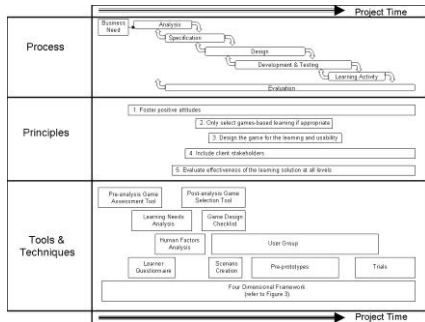 Project Time
Process
Business
Need
Analysis
Specification
Design
Development & Testing
Learning Activity
Evaluation
Principles
1. Foster positive attitudes
2. Only select games-based learning if appropriate
3. Design the game for the learning and usability
4. Include client stakeholders
5. Evaluate effectiveness of the learning solution at all levels
Tools &
Techniques
Pre-analysis Game
Assessment Tool
Post-analysis Game
Selection Tool
Learning Needs
Analysis
Game Design
Checklist
Human Factors
Analysis
User Group
Learner
Questionnaire
Scenario
Creation
Pre-prototypes
Trials
Four Dimensional Framework
(refer to Figure 3)
Project Time